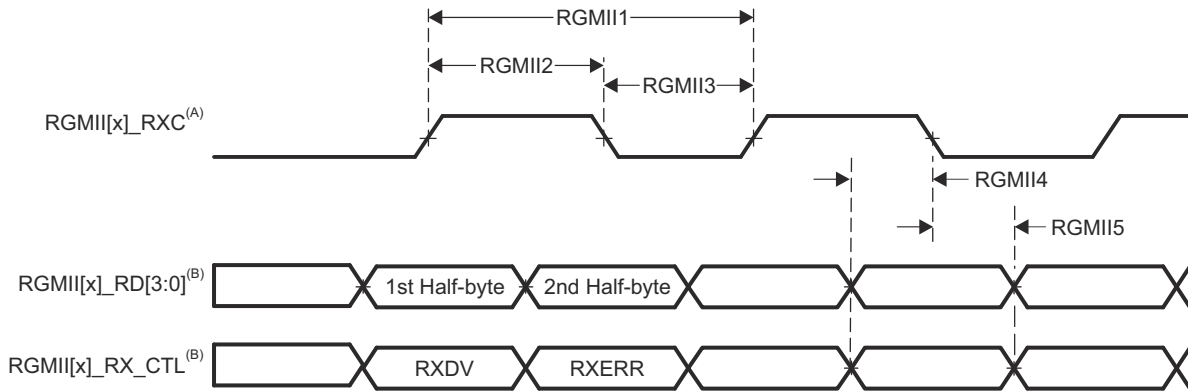 RGMII1
RGMII2
RGMII3
RGMII[x]_RXC(A)
RGMII4
RGMII5
RGMII[x]_RD[3:0](B)
1st Half-byte
2nd Half-byte
RGMII[x]_RX_CTL(B)
RXDV
RXERR